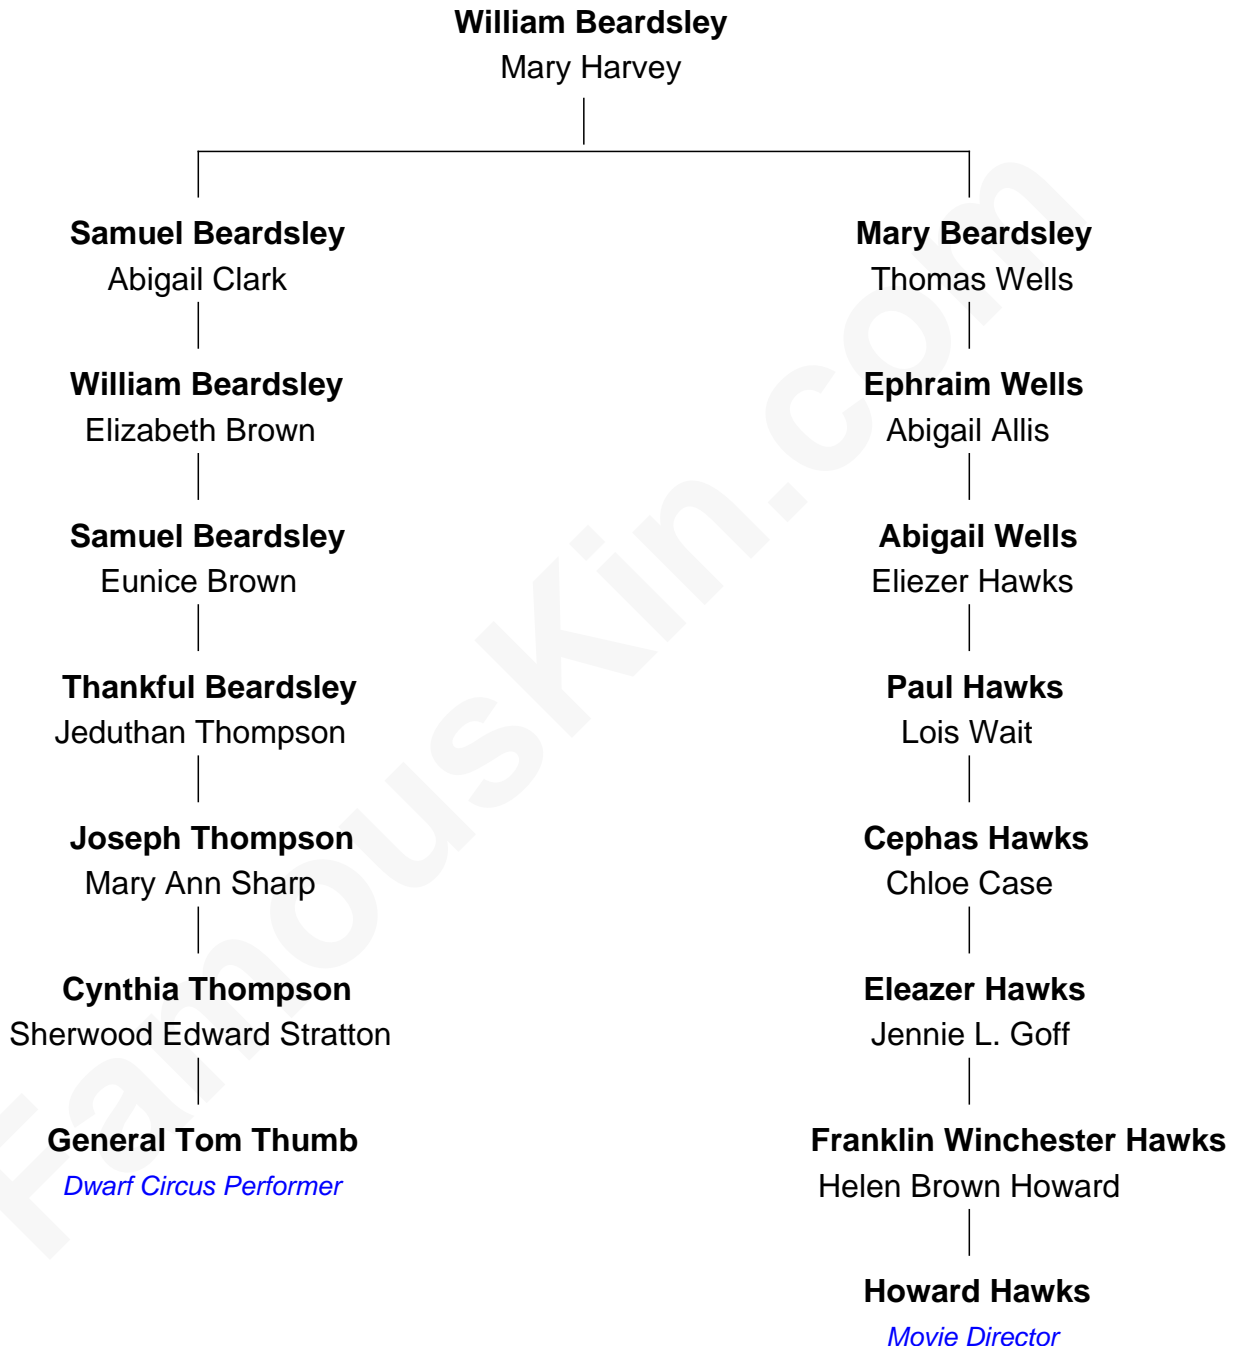 William Beardsley
Mary Harvey
Samuel Beardsley
Abigail Clark
William Beardsley
Elizabeth Brown
Samuel Beardsley
Eunice Brown
Thankful Beardsley
Jeduthan Thompson
Joseph Thompson
Mary Ann Sharp
Cynthia Thompson
Sherwood Edward Stratton
General Tom Thumb
Dwarf Circus Performer
Mary Beardsley
Thomas Wells
Ephraim Wells
Abigail Allis
Abigail Wells
Eliezer Hawks
Paul Hawks
Lois Wait
Cephas Hawks
Chloe Case
Eleazer Hawks
Jennie L. Goff
Franklin Winchester Hawks
Helen Brown Howard
Howard Hawks
Movie Director
FamousKin.com